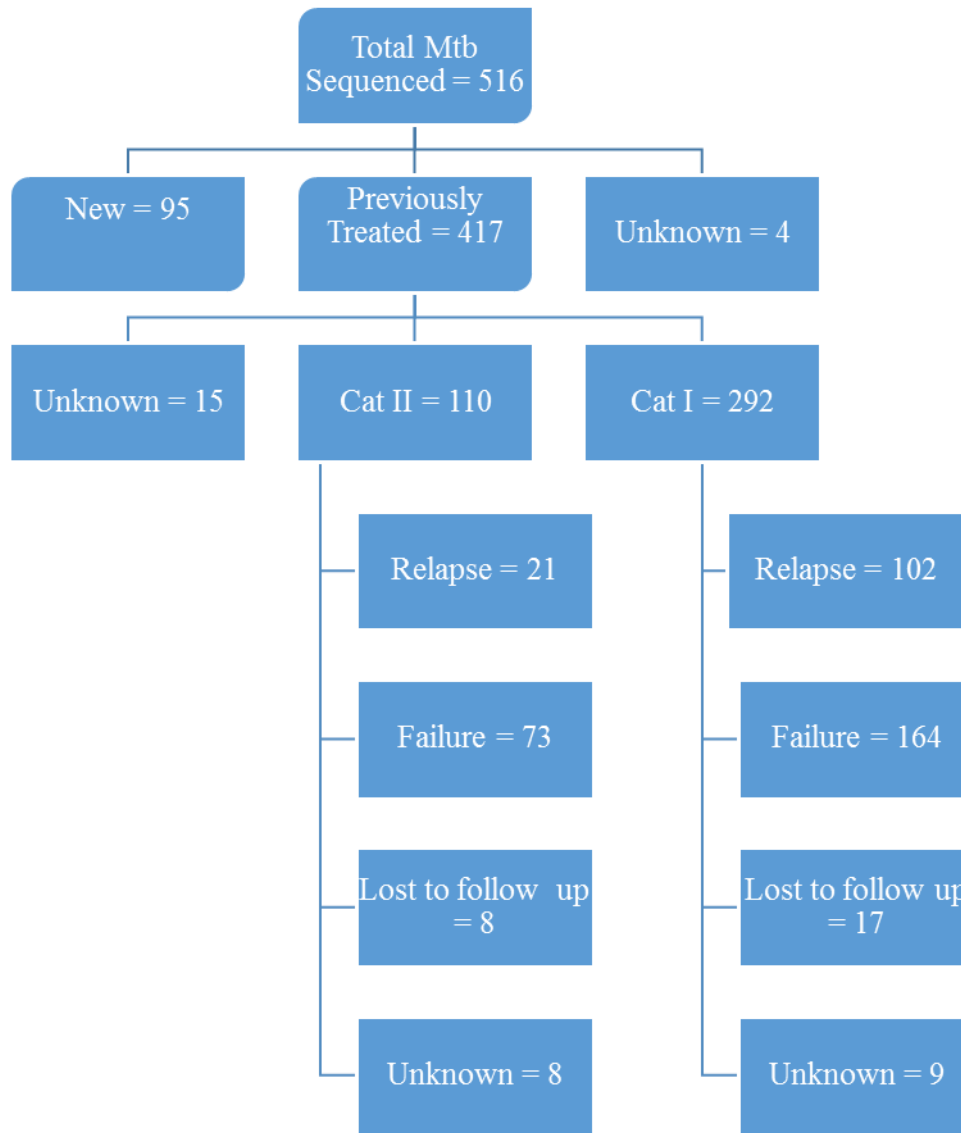 Total Mtb
Sequenced = 516
New = 95
Previously
Treated = 417
Unknown = 4
Unknown = 15
Cat II = 110
Cat I = 292
Relapse = 21
Relapse = 102
Failure = 73
Failure = 164
Lost to follow up
= 8
Lost to follow up
= 17
Unknown = 8
Unknown = 9